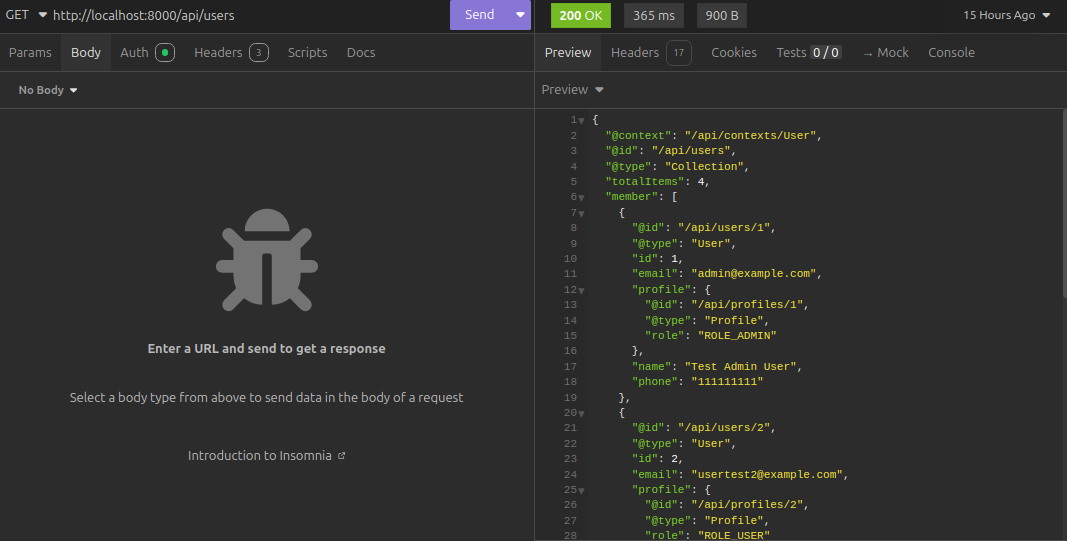 GET http://localhost:8000/api/users Send 200 OK 365 ms 900 B 15 Hours Ago
Params Body Auth Headers 3 Scripts Docs
No Body
Enter a URL and send to get a response
Select a body type from above to send data in the body of a request
Introduction to Insomnia
Preview Headers 17 Cookies Tests 0 / 0 → Mock Console
Preview
1 {
2 "@context": "/api/contexts/User",
3 "@id": "/api/users",
4 "@type": "Collection",
5 "totalItems": 4,
6 "member": [
7 {
8 "@id": "/api/users/1",
9 "@type": "User",
10 "id": 1,
11 "email": "admin@example.com",
12 "profile": {
13 "@id": "/api/profiles/1",
14 "@type": "Profile",
15 "role": "ROLE_ADMIN"
16 },
17 "name": "Test Admin User",
18 "phone": "111111111"
19 },
20 {
21 "@id": "/api/users/2",
22 "@type": "User",
23 "id": 2,
24 "email": "usertest2@example.com",
25 "profile": {
26 "@id": "/api/profiles/2",
27 "@type": "Profile",
28 "role": "ROLE_USER"